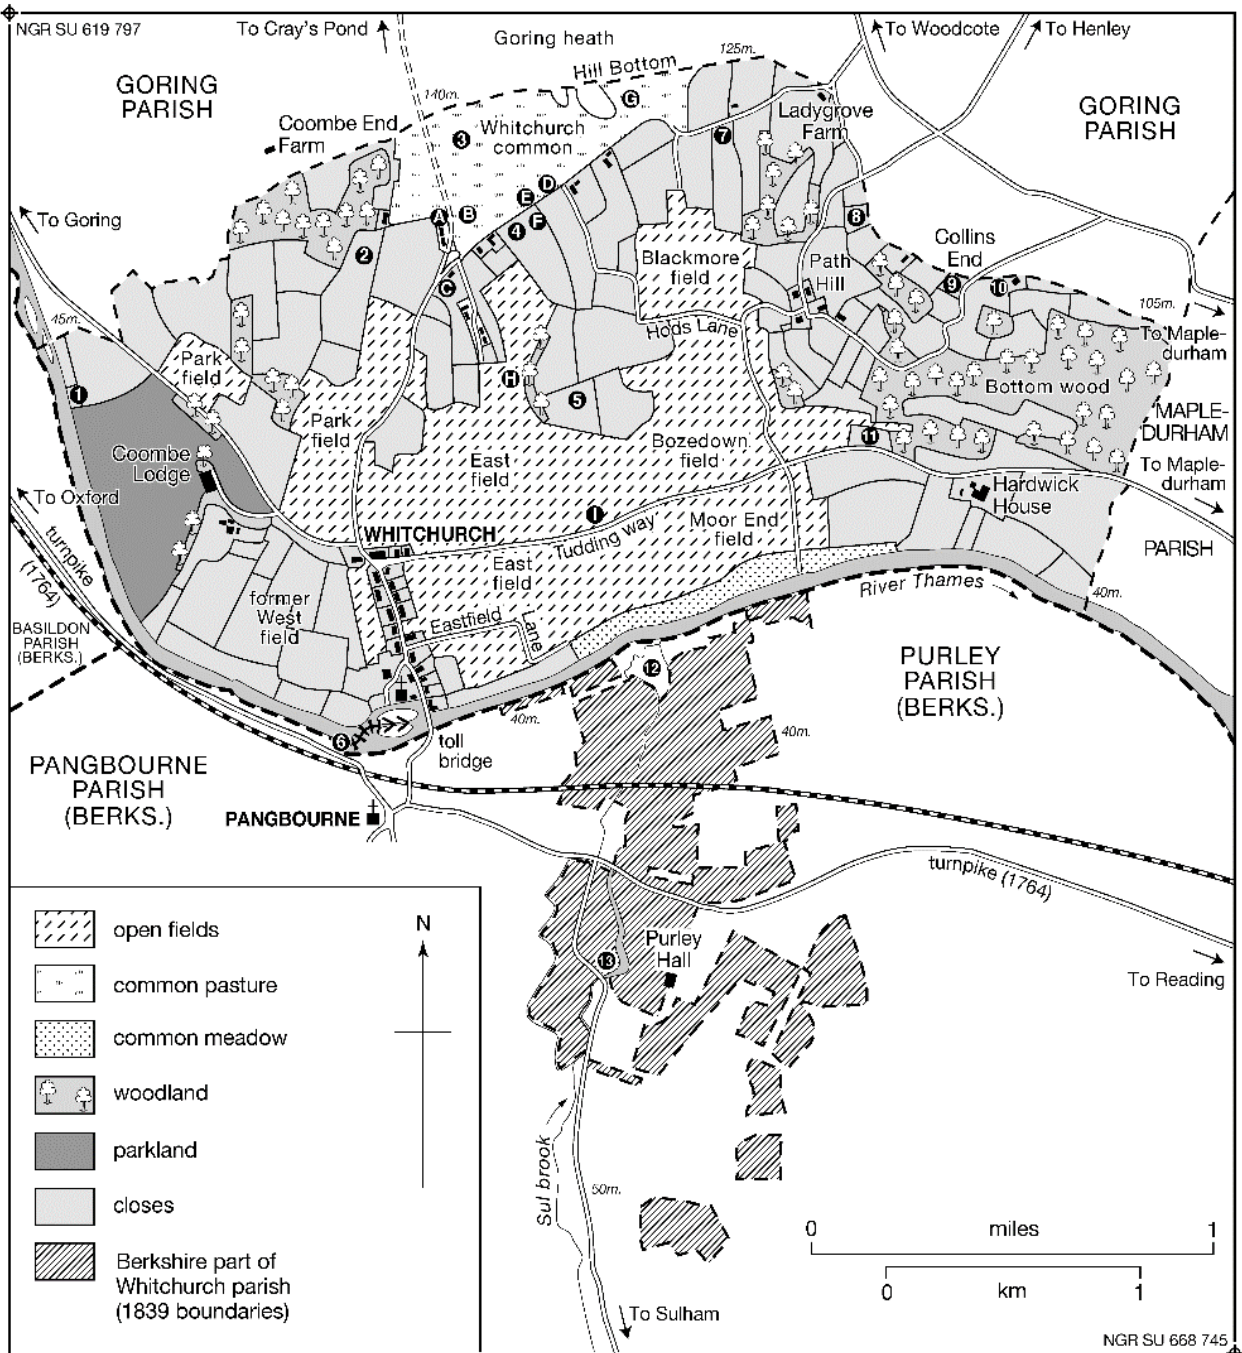 NGR SU 619 797
To Cray's Pond
Goring heath
To Woodcote
To Henley
125m.
Hill Bottom
GORING
PARISH
140m.
G
Ladygrove
Farm
GORING
PARISH
Coombe End
Farm
3
Whitchurch
common
7
To Goring
A
B
E
D
4
F
8
2
Collins
End
C
Blackmore
field
Path
Hill
9
10
105m.
45m.
Hods Lane
To Maple-
durham
Park
field
1
H
5
Bottom wood
Park
field
MAPLE-
DURHAM
11
Coombe
Lodge
East
field
Bozedown
field
To Maple-
durham
To Oxford
Hardwick
House
turnpike
(1764)
WHITCHURCH
I
Tudding way
Moor End
field
PARISH
former
West
field
East
field
River Thames
40m.
BASILDON
PARISH
(BERKS.)
Eastfield
Lane
12
PURLEY
PARISH
(BERKS.)
40m.
40m.
6
toll
bridge
PANGBOURNE
PARISH
(BERKS.)
PANGBOURNE
turnpike (1764)
open fields
N
Purley
Hall
13
To Reading
common pasture
common meadow
woodland
parkland
Sul brook
50m.
closes
0 miles 1
Berkshire part of
Whitchurch parish
(1839 boundaries)
0 km 1
To Sulham
NGR SU 668 745